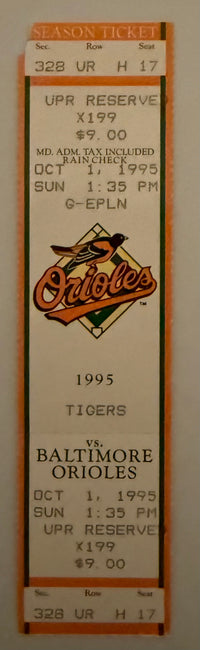 SEASON TICKET
Sec. Row Seat
328 UR H 17
UPR RESERVE
X199
$9.00
MD. ADM. TAX INCLUDED
RAIN CHECK
OCT 1, 1995
SUN 1:35 PM
G-EPLN
Orioles
TM
1995
TIGERS
vs.
BALTIMORE
ORIOLES
OCT 1, 1995
SUN 1:35 PM
UPR RESERVE
X199
$9.00
Sec. Row Seat
328 UR H 17